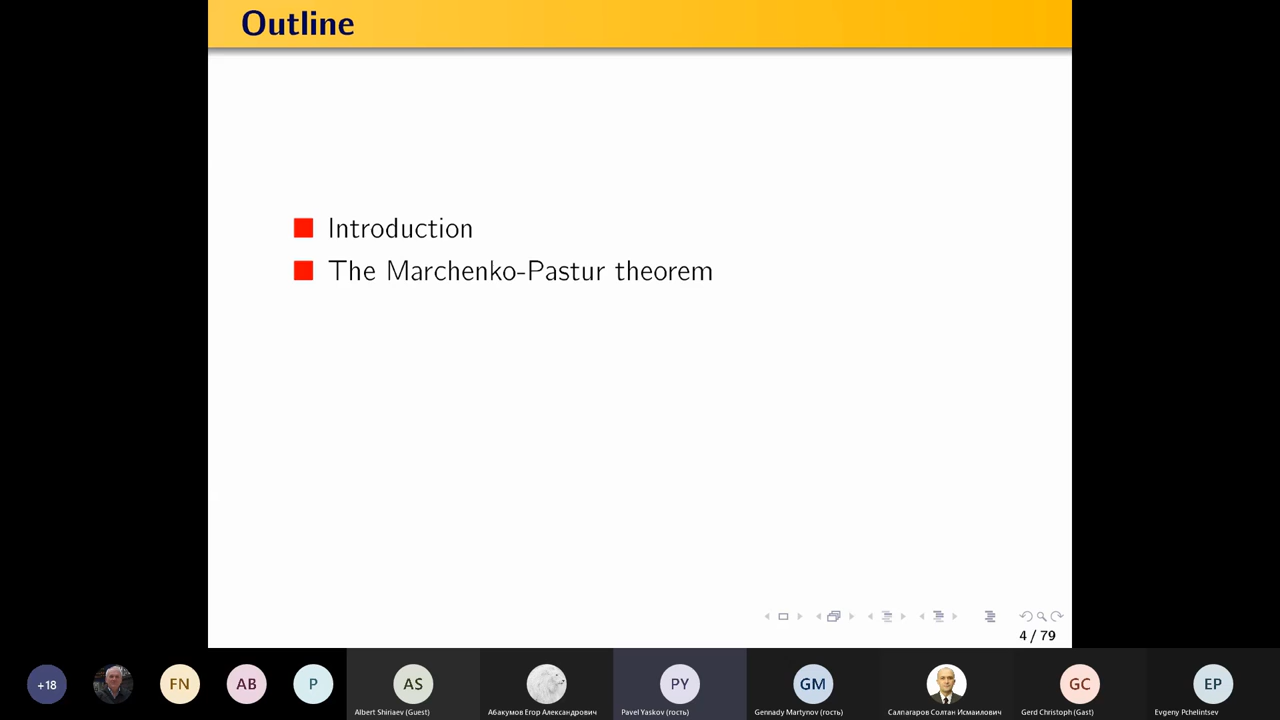 Outline
Introduction
The Marchenko-Pastur theorem
4 / 79
+18
FN
AB
P
AS
PY
GM
GC
EP
Albert Shiriaev (Guest)
Абакумов Егор Александрович
Pavel Yaskov (гость)
Gennady Martynov (гость)
Салпагаров Солтан Исмаилович
Gerd Christoph (Gast)
Evgeny Pchelintsev